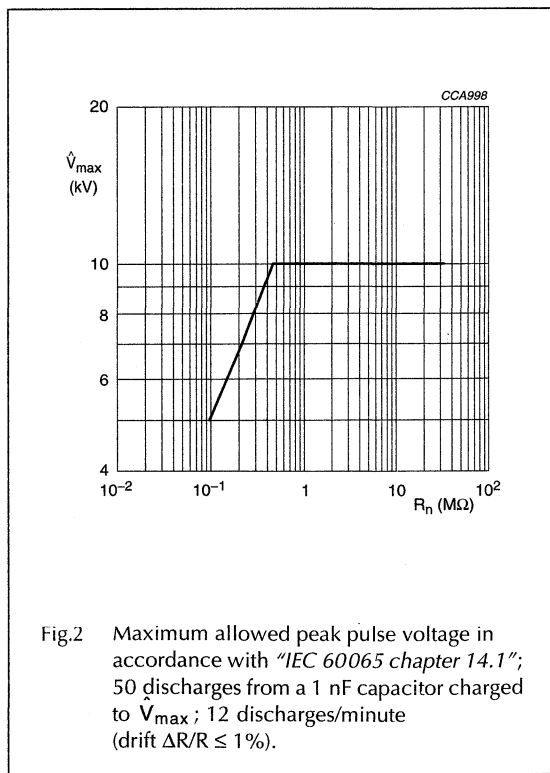 CCA998
20
V̂max
(kV)
10
8
6
4
10⁻² 10⁻¹ 1 10 10²
Rn (MΩ)
Fig.2 Maximum allowed peak pulse voltage in
accordance with "IEC 60065 chapter 14.1";
50 discharges from a 1 nF capacitor charged
to V̂max; 12 discharges/minute
(drift ΔR/R ≤ 1%).